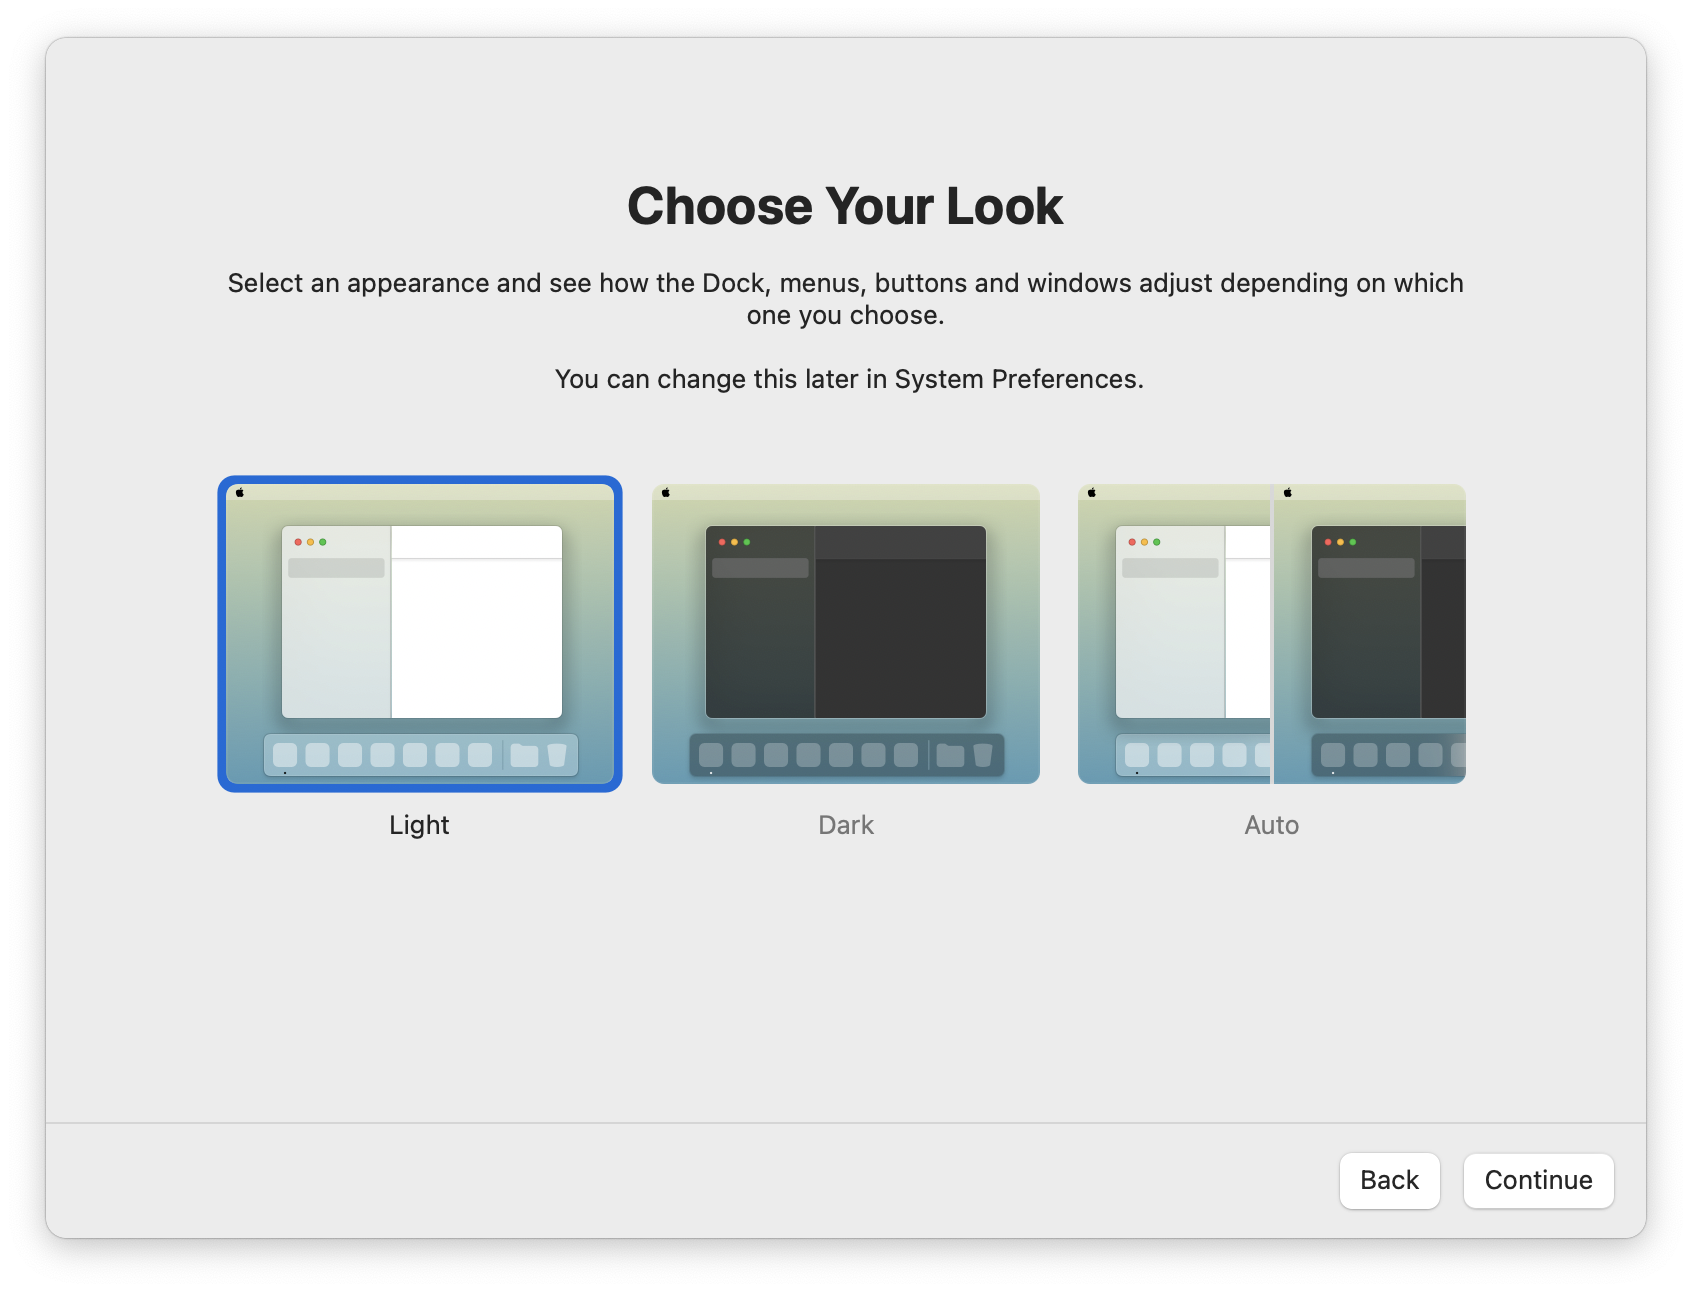 Choose Your Look
Select an appearance and see how the Dock, menus, buttons and windows adjust depending on which
one you choose.
You can change this later in System Preferences.
Light
Dark
Auto
Back
Continue